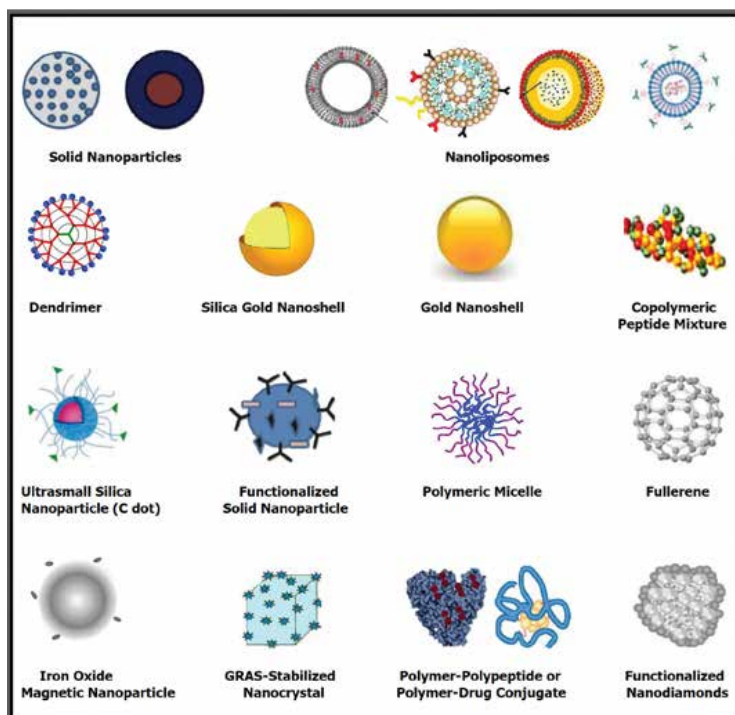 Solid Nanoparticles
Nanoliposomes
Dendrimer
Silica Gold Nanoshell
Gold Nanoshell
Copolymeric
Peptide Mixture
Ultrasmall Silica
Nanoparticle (C dot)
Functionalized
Solid Nanoparticle
Polymeric Micelle
Fullerene
Iron Oxide
Magnetic Nanoparticle
GRAS-Stabilized
Nanocrystal
Polymer-Polypeptide or
Polymer-Drug Conjugate
Functionalized
Nanodiamonds